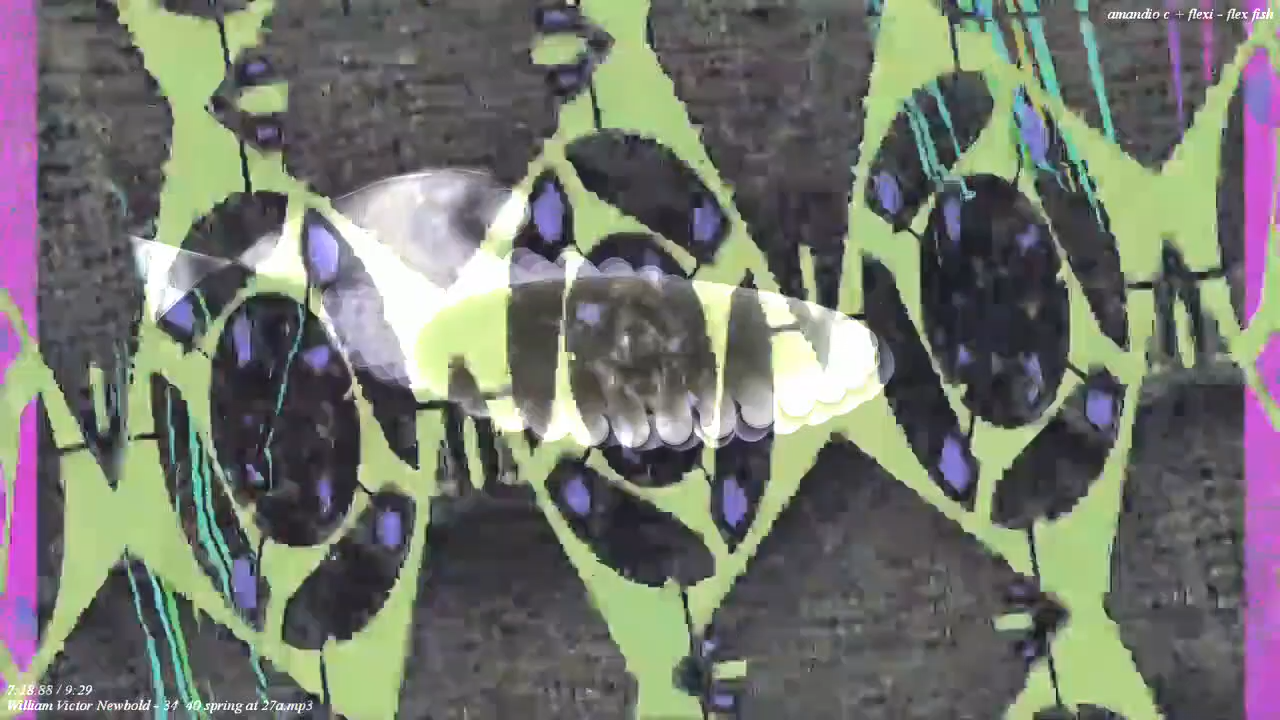 amandio c + flexi - flex fish
7:18.88 / 9:29
William Victor Newbold - 34 40 spring at 27a.mp3